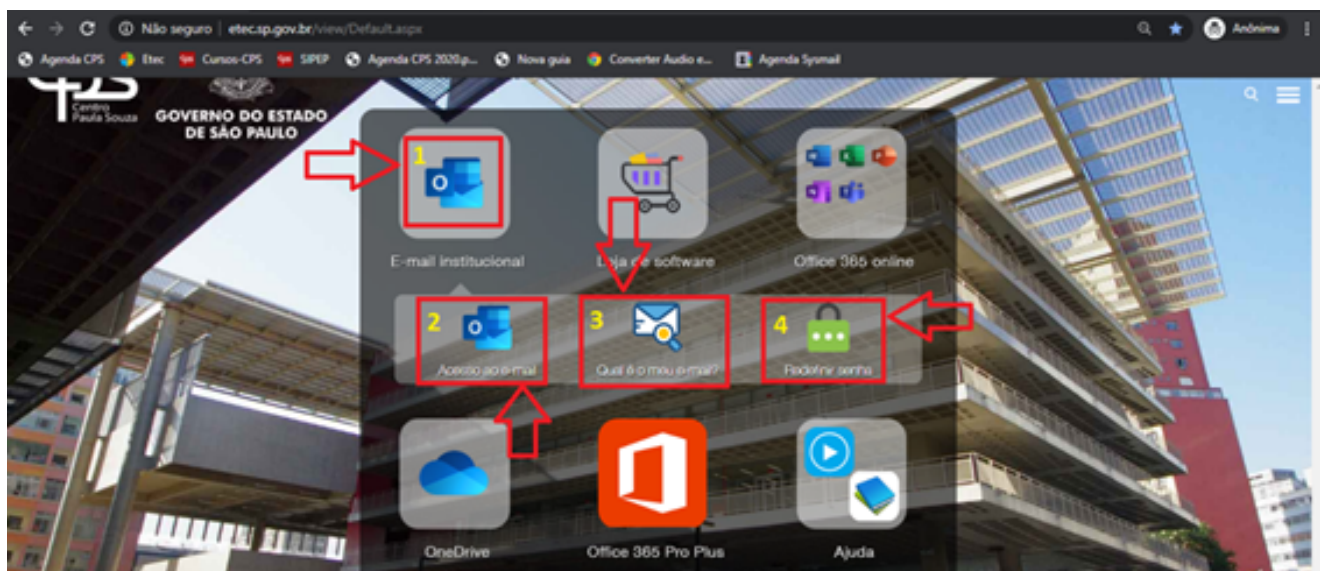 Não seguro | etec.sp.gov.br/view/Default.aspx
Anônima
Agenda CPS Etec Cursos-CPS SIPEP Agenda CPS 2020.p... Nova guia Converter Audio e... Agenda Sysmail
CPS
Centro
Paula Souza
GOVERNO DO ESTADO
DE SÃO PAULO
1
E-mail institucional
Loja de software
Office 365 online
2
3
4
Acesso ao e-mail
Qual é o meu e-mail?
Redefinir senha
OneDrive
Office 365 Pro Plus
Ajuda